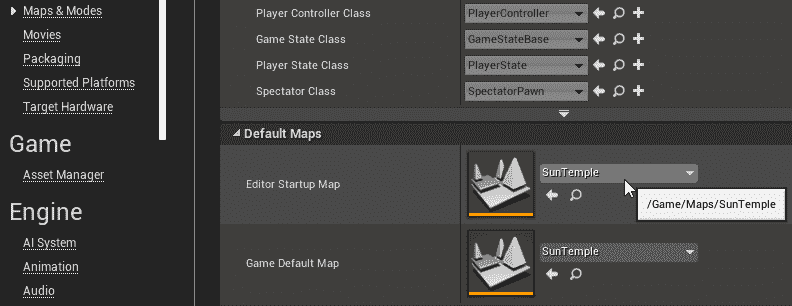 Maps & Modes
Movies
Packaging
Supported Platforms
Target Hardware
Game
Asset Manager
Engine
AI System
Animation
Audio
Player Controller Class
PlayerController
Game State Class
GameStateBase
Player State Class
PlayerState
Spectator Class
SpectatorPawn
Default Maps
Editor Startup Map
SunTemple
/Game/Maps/SunTemple
Game Default Map
SunTemple